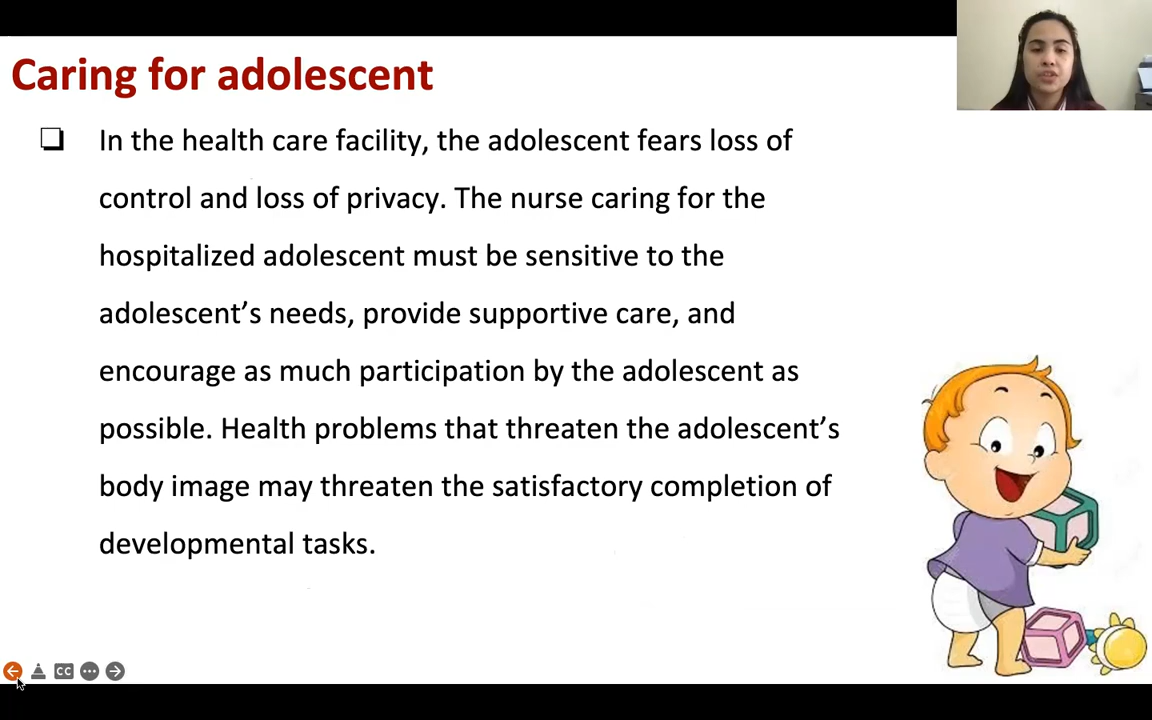 Caring for adolescent
In the health care facility, the adolescent fears loss of
control and loss of privacy. The nurse caring for the
hospitalized adolescent must be sensitive to the
adolescent’s needs, provide supportive care, and
encourage as much participation by the adolescent as
possible. Health problems that threaten the adolescent’s
body image may threaten the satisfactory completion of
developmental tasks.
CC